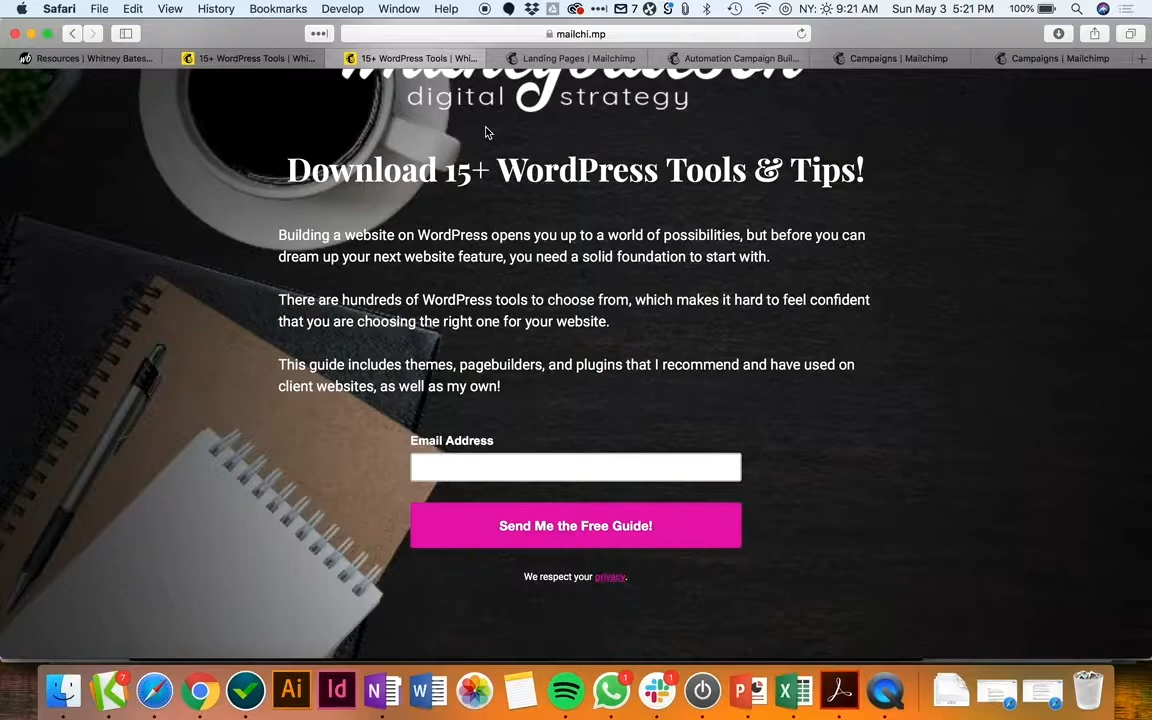 Safari File Edit View History Bookmarks Develop Window Help 7 NY: 9:21 AM Sun May 3 5:21 PM 100%
mailchi.mp
Resources | Whitney Bates... 15+ WordPress Tools | Whi... 15+ WordPress Tools | Whi... Landing Pages | Mailchimp Automation Campaign Buil... Campaigns | Mailchimp Campaigns | Mailchimp
digital strategy
Download 15+ WordPress Tools & Tips!
Building a website on WordPress opens you up to a world of possibilities, but before you can
dream up your next website feature, you need a solid foundation to start with.
There are hundreds of WordPress tools to choose from, which makes it hard to feel confident
that you are choosing the right one for your website.
This guide includes themes, pagebuilders, and plugins that I recommend and have used on
client websites, as well as my own!
Email Address
Send Me the Free Guide!
We respect your privacy.
7 Ai Id N W 1 1 P X